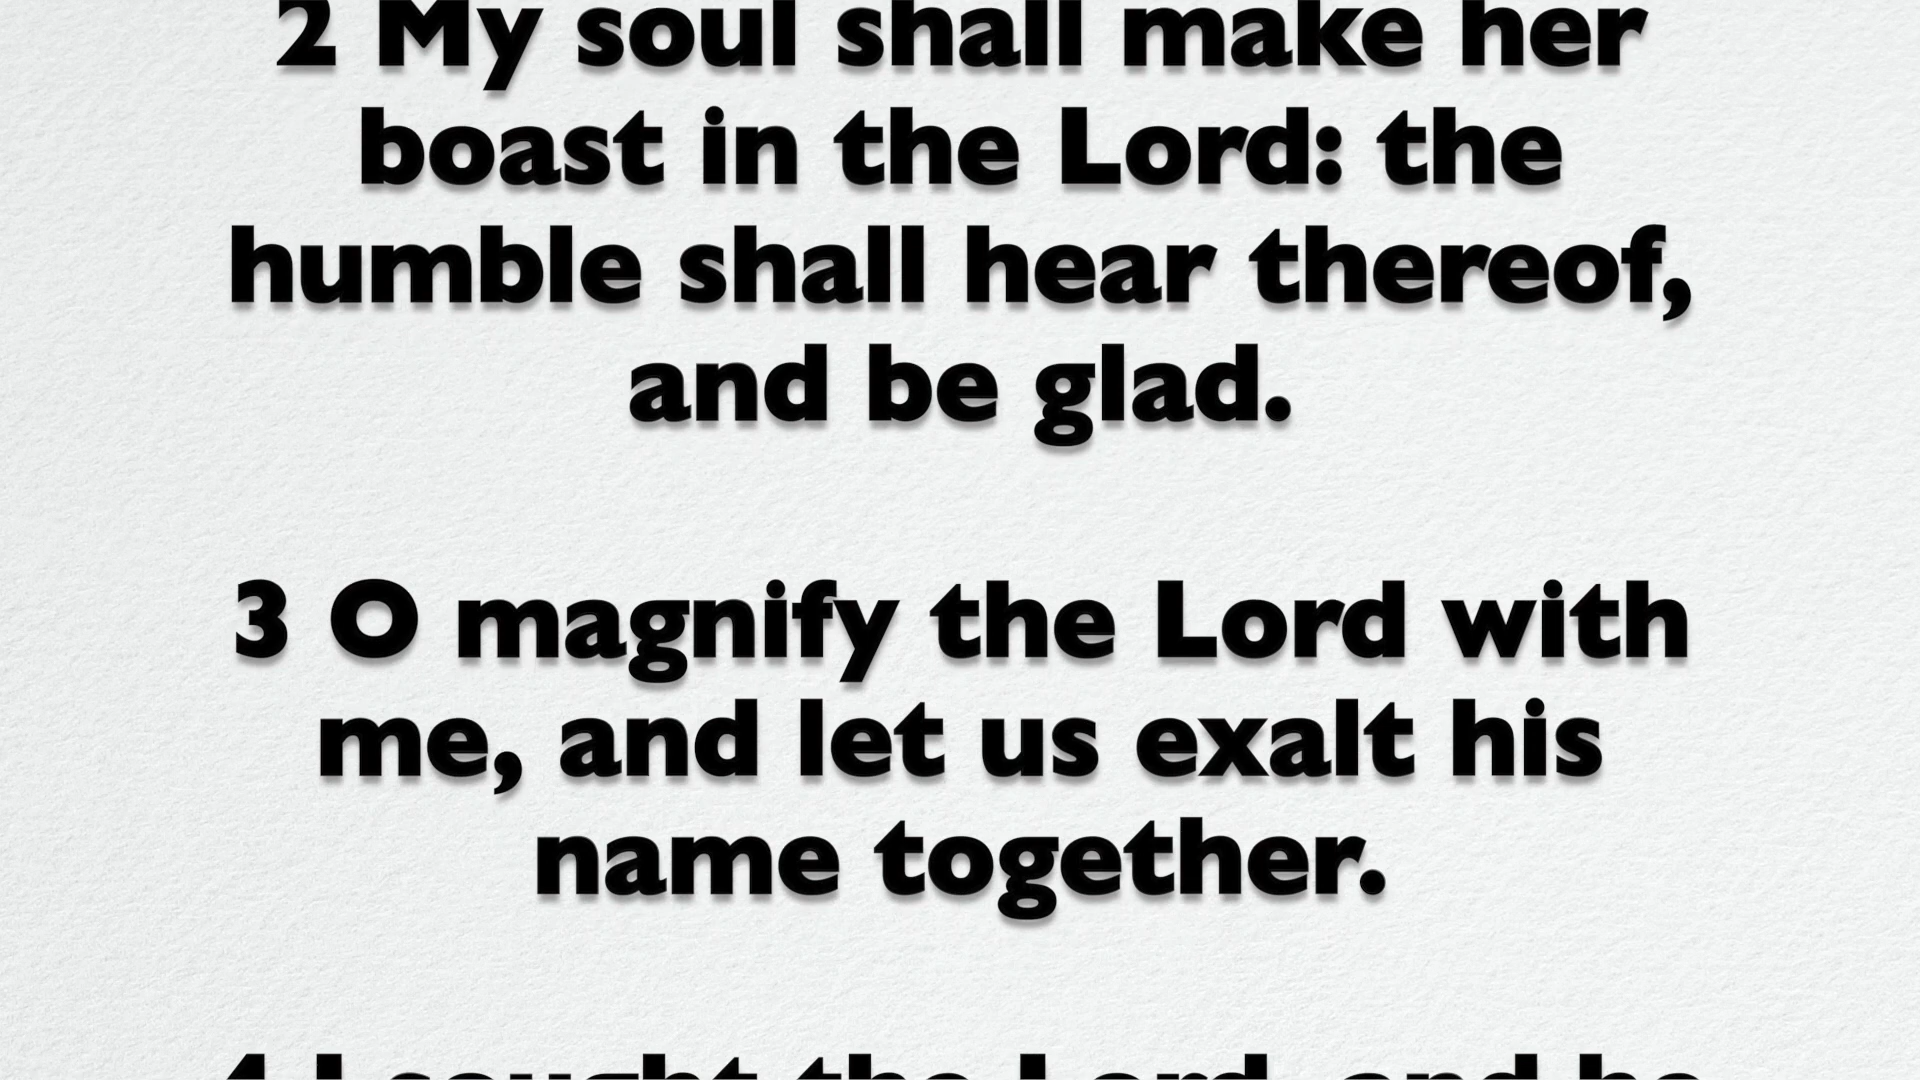 2 My soul shall make her
boast in the Lord: the
humble shall hear thereof,
and be glad.
3 O magnify the Lord with
me, and let us exalt his
name together.
4 I sought the Lord, and he